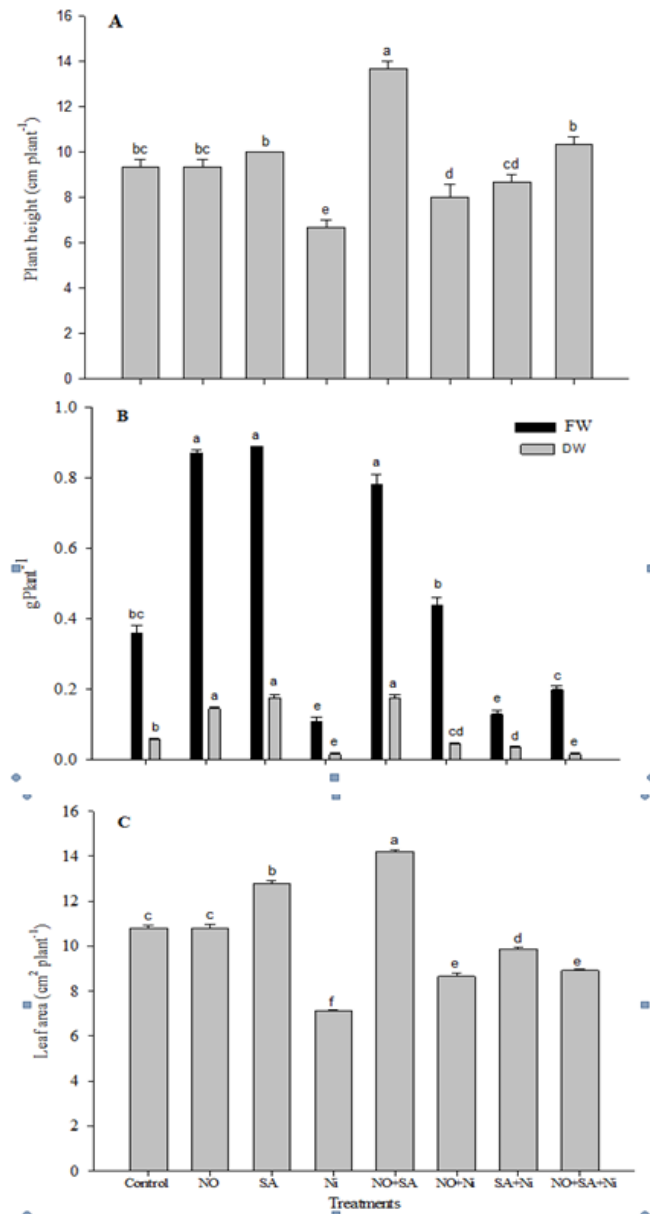 A
Plant height (cm plant-1)
16
14
12
10
8
6
4
2
0
bc
bc
b
e
a
d
cd
b
B
FW
DW
gPlant-1
1.0
0.8
0.6
0.4
0.2
0.0
bc
b
a
a
a
a
e
e
a
a
b
cd
e
d
c
e
C
Leaf area (cm2 plant-1)
16
14
12
10
8
6
4
2
0
c
c
b
f
a
e
d
e
Control NO SA Ni NO+SA NO+Ni SA+Ni NO+SA+Ni
Treatments